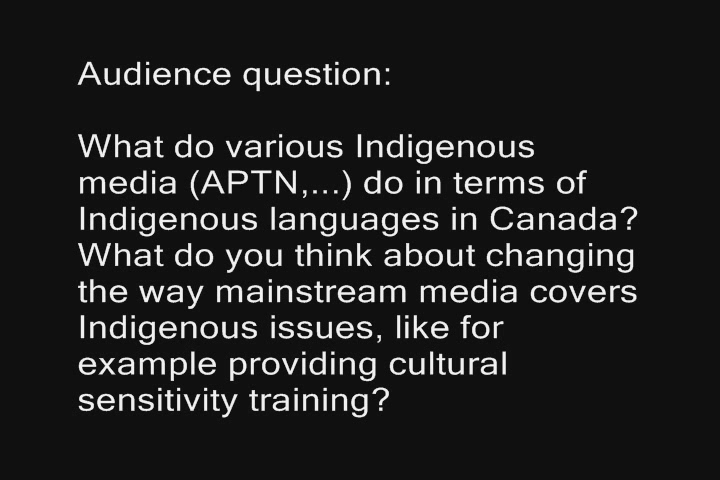 Audience question:
What do various Indigenous
media (APTN,...) do in terms of
Indigenous languages in Canada?
What do you think about changing
the way mainstream media covers
Indigenous issues, like for
example providing cultural
sensitivity training?